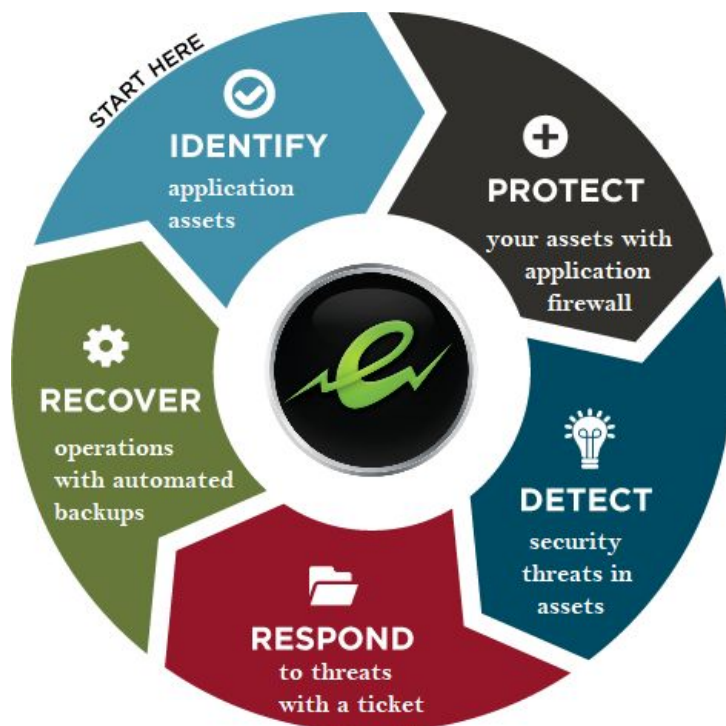 START HERE
IDENTIFY
application
assets
PROTECT
your assets with
application
firewall
DETECT
security
threats in
assets
RESPOND
to threats
with a ticket
RECOVER
operations
with automated
backups
e